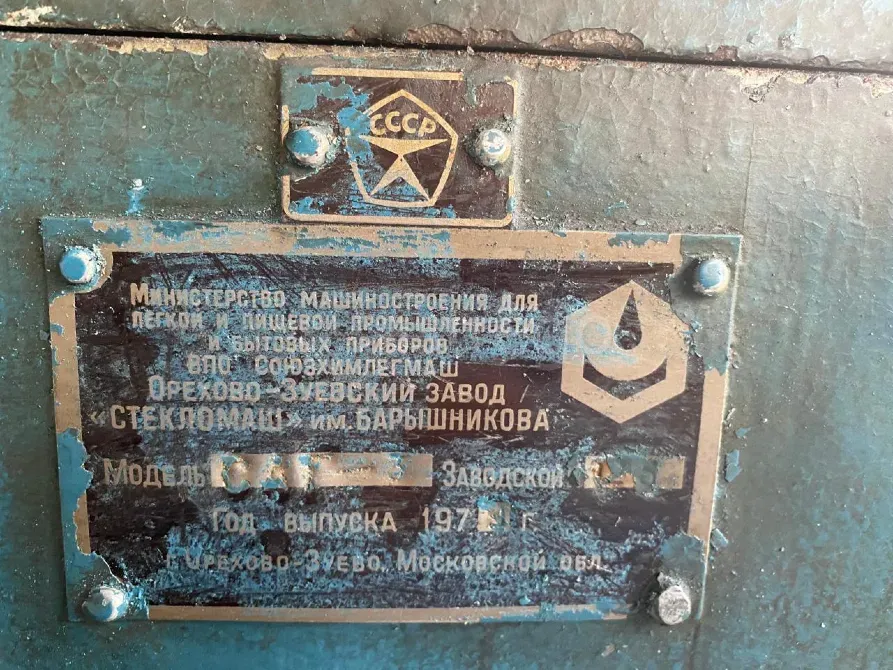 СССР
Министерство машиностроения для
легкой и пищевой промышленности
и бытовых приборов
ВПО Союзхимлегмаш
Орехово-Зуевский завод
«СТЕКЛОМАШ» им. БАРЫШНИКОВА
Модель Заводской
Год выпуска 197 г.
г. Орехово-Зуево, Московской обл.